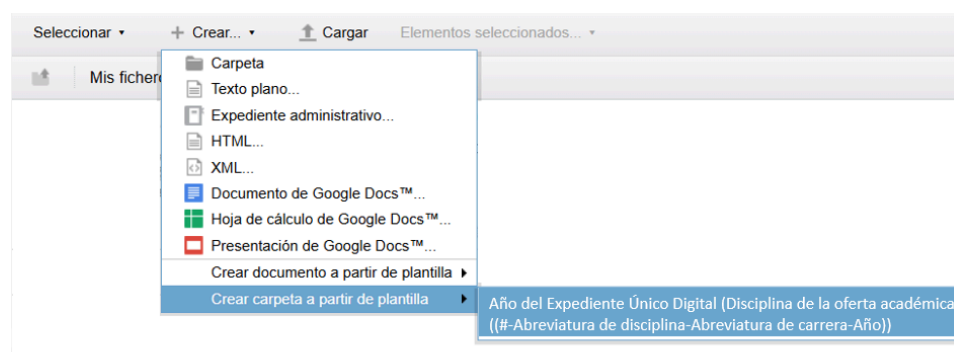 Seleccionar
Crear...
Cargar
Elementos seleccionados...
Mis ficher
Carpeta
Texto plano...
Expediente administrativo...
HTML...
XML...
Documento de Google Docs™...
Hoja de cálculo de Google Docs™...
Presentación de Google Docs™...
Crear documento a partir de plantilla
Crear carpeta a partir de plantilla
Año del Expediente Único Digital (Disciplina de la oferta académica
((#-Abreviatura de disciplina-Abreviatura de carrera-Año))